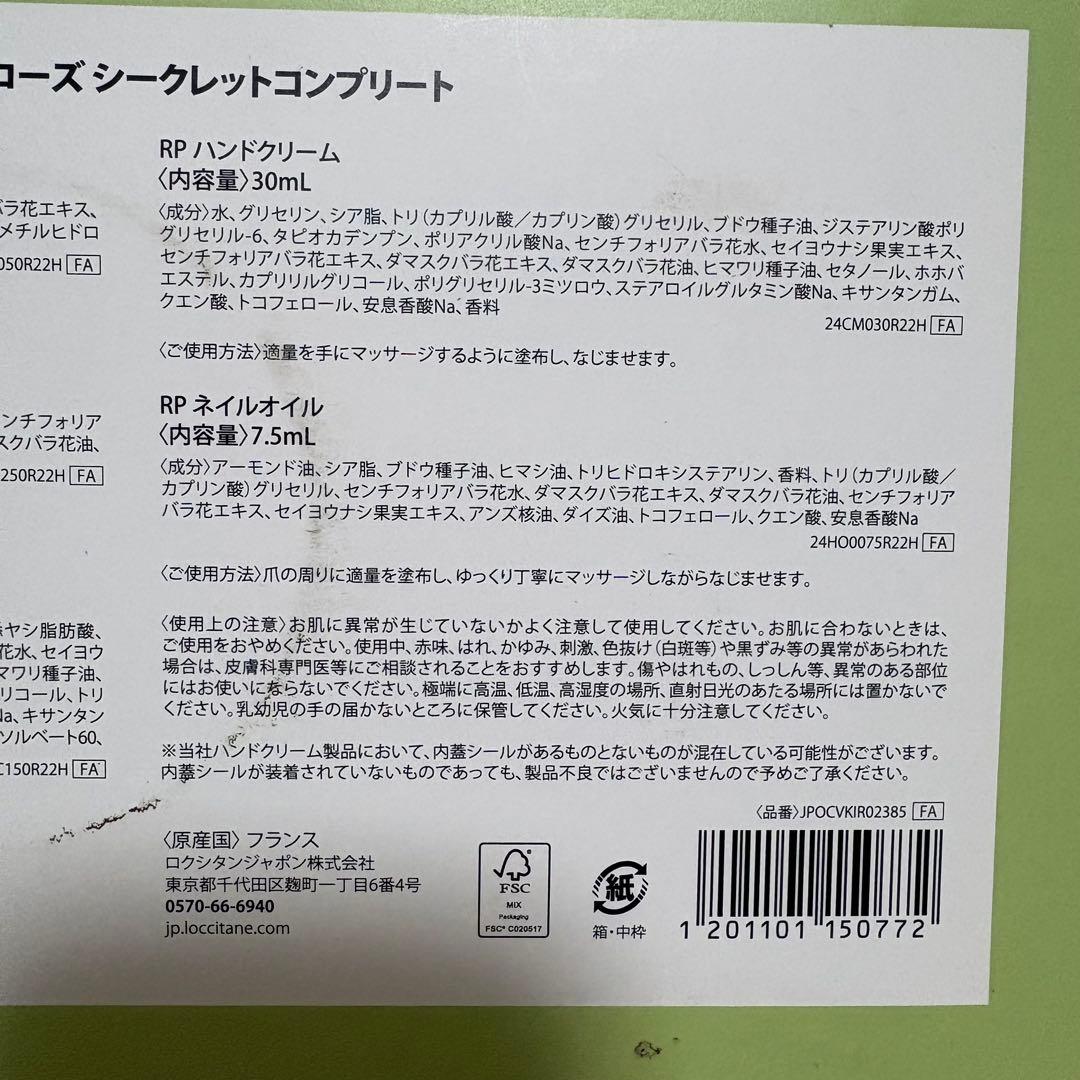 ローズ シークレットコンプリート
バラ花エキス、
メチルヒドロ
050R22H FA
ンチフォリア
スクバラ花油、
250R22H FA
ヤシ脂肪酸、
花水、セイヨウ
マワリ種子油、
リコール、トリ
Na、キサンタン
ソルベート60、
C150R22H FA
RP ハンドクリーム
〈内容量〉30mL
〈成分〉水、グリセリン、シア脂、トリ（カプリル酸／カプリン酸）グリセリル、ブドウ種子油、ジステアリン酸ポリ
グリセリル-6、タピオカデンプン、ポリアクリル酸Na、センチフォリアバラ花水、セイヨウナシ果実エキス、
センチフォリアバラ花エキス、ダマスクバラ花エキス、ダマスクバラ花油、ヒマワリ種子油、セタノール、ホホバ
エステル、カプリリルグリコール、ポリグリセリル-3ミツロウ、ステアロイルグルタミン酸Na、キサンタンガム、
クエン酸、トコフェロール、安息香酸Na、香料
24CM030R22H FA
〈ご使用方法〉適量を手にマッサージするように塗布し、なじませます。
RP ネイルオイル
〈内容量〉7.5mL
〈成分〉アーモンド油、シア脂、ブドウ種子油、ヒマシ油、トリヒドロキシステアリン、香料、トリ（カプリル酸／
カプリン酸）グリセリル、センチフォリアバラ花水、ダマスクバラ花エキス、ダマスクバラ花油、センチフォリア
バラ花エキス、セイヨウナシ果実エキス、アンズ核油、ダイズ油、トコフェロール、クエン酸、安息香酸Na
24HO0075R22H FA
〈ご使用方法〉爪の周りに適量を塗布し、ゆっくり丁寧にマッサージしながらなじませます。
〈使用上の注意〉お肌に異常が生じていないかよく注意して使用してください。お肌に合わないときは、
ご使用をおやめください。使用中、赤味、はれ、かゆみ、刺激、色抜け（白斑等）や黒ずみ等の異常があらわれた
場合は、皮膚科専門医等にご相談されることをおすすめします。傷やはれもの、しっしん等、異常のある部位
にはお使いにならないでください。極端に高温、低温、高湿度の場所、直射日光のあたる場所には置かないで
ください。乳幼児の手の届かないところに保管してください。火気に十分注意してください。
※当社ハンドクリーム製品において、内蓋シールがあるものとないものが混在している可能性がございます。
内蓋シールが装着されていないものであっても、製品不良ではございませんので予めご了承ください。
〈品番〉JPOCVKIR02385 FA
〈原産国〉フランス
ロクシタンジャポン株式会社
東京都千代田区麹町一丁目6番4号
0570-66-6940
jp.loccitane.com
FSC
MIX
Packaging
FSC® C020517
紙
箱・中枠
1 201101 150772